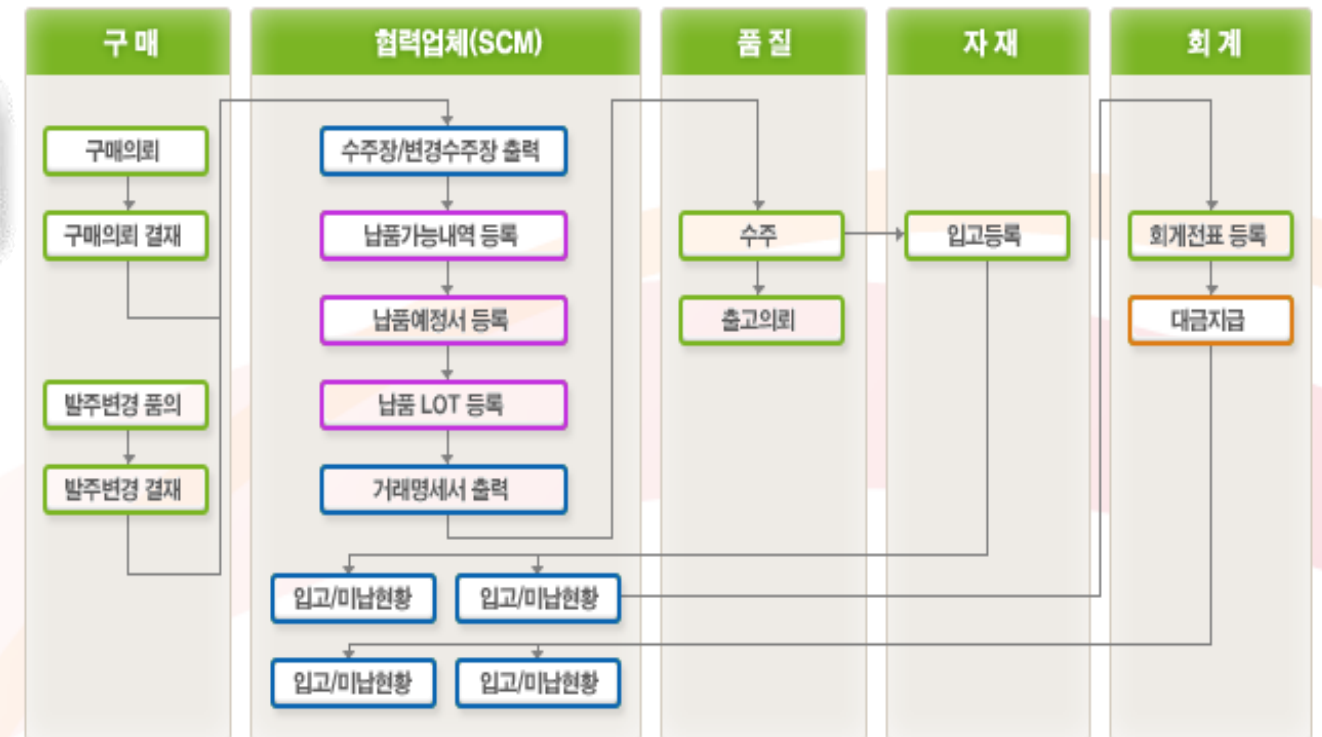 구 매
협력업체(SCM)
품 질
자 재
회 계
구매의뢰
구매의뢰 결재
발주변경 품의
발주변경 결재
수주장/변경수주장 출력
납품가능내역 등록
납품예정서 등록
납품 LOT 등록
거래명세서 출력
입고/미납현황
입고/미납현황
입고/미납현황
입고/미납현황
수주
출고의뢰
입고등록
회계전표 등록
대금지급